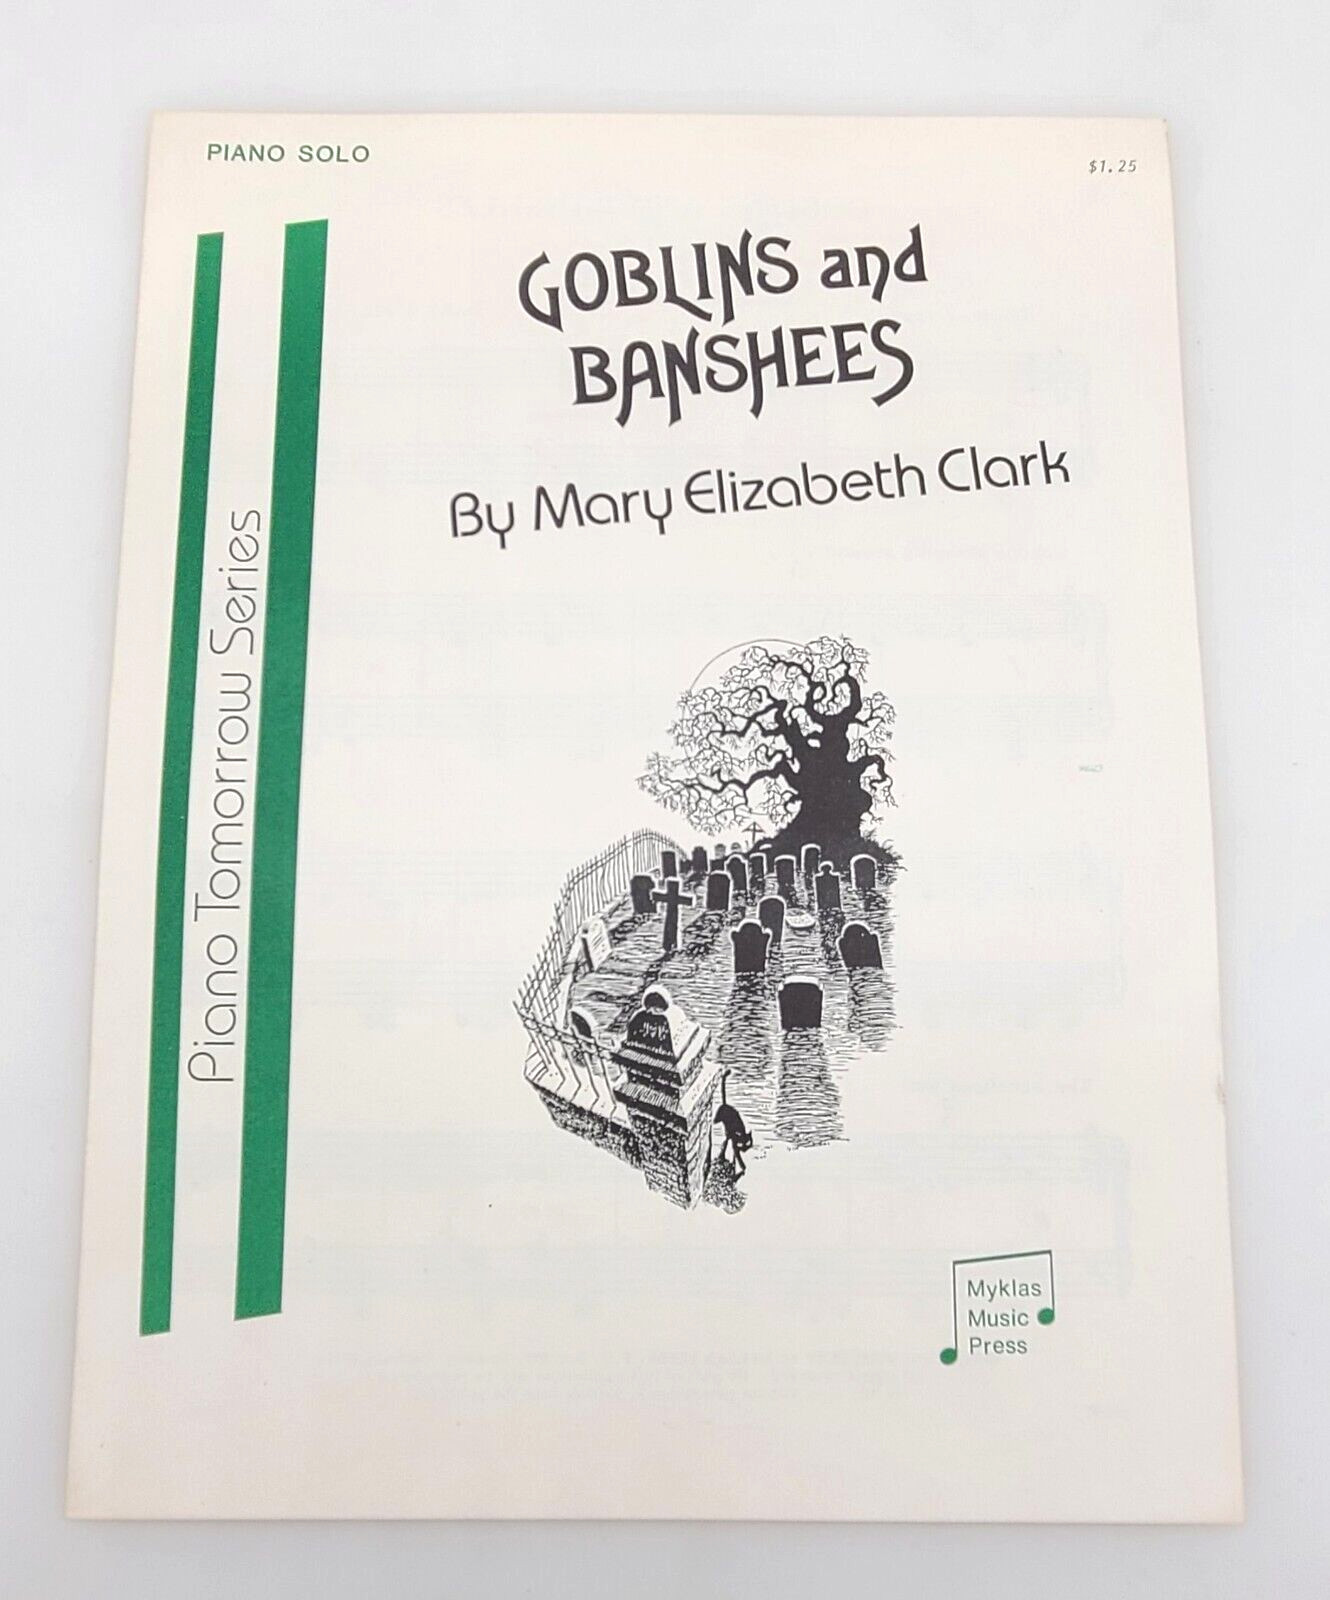 PIANO SOLO
$1.25
GOBLINS and
BANSHEES
By Mary Elizabeth Clark
Piano Tomorrow Series
Myklas
Music
Press